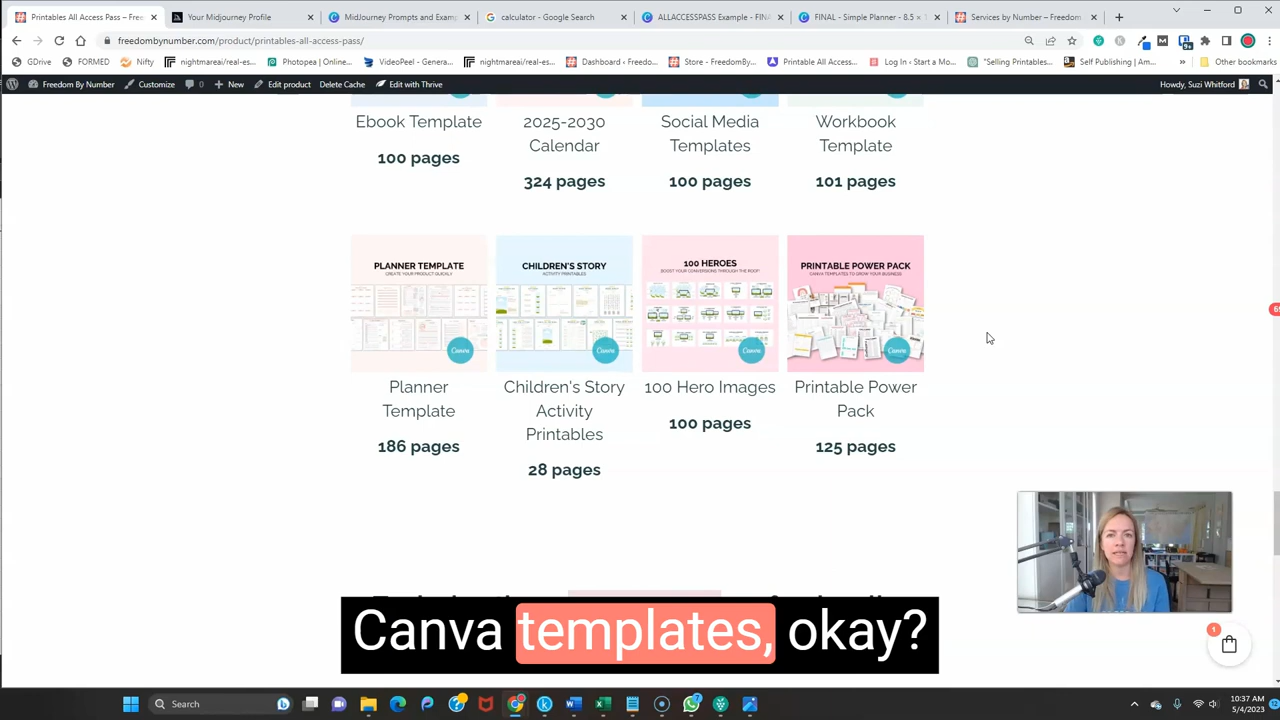 Printables All Access Pass – Free
Your Midjourney Profile
MidJourney Prompts and Examp
calculator - Google Search
ALLACCESSPASS Example - FINA
FINAL - Simple Planner - 8.5 × 1
Services by Number – Freedom
freedombynumber.com/product/printables-all-access-pass/
GDrive
FORMED
Nifty
nightmareai/real-es...
Photopea | Online...
VideoPeel - Genera...
nightmareai/real-es...
Dashboard ‹ Freedo...
Store - FreedomBy...
Printable All Acces...
Log In ‹ Start a Mo...
"Selling Printables...
Self Publishing | Am...
Other bookmarks
Freedom By Number
Customize
0
New
Edit product
Delete Cache
Edit with Thrive
Howdy, Suzi Whitford
Ebook Template
100 pages
2025-2030
Calendar
324 pages
Social Media
Templates
100 pages
Workbook
Template
101 pages
PLANNER TEMPLATE
CREATE YOUR PRODUCT QUICKLY
Canva
Planner
Template
186 pages
CHILDREN'S STORY
ACTIVITY PRINTABLES
Canva
Children's Story
Activity
Printables
28 pages
100 HEROES
BOOST YOUR CONVERSIONS THROUGH THE ROOF!
Canva
100 Hero Images
100 pages
PRINTABLE POWER PACK
CANVA TEMPLATES TO GROW YOUR BUSINESS
Canva
Printable Power
Pack
125 pages
Canva templates, okay?
1
Search
10:37 AM
5/4/2023